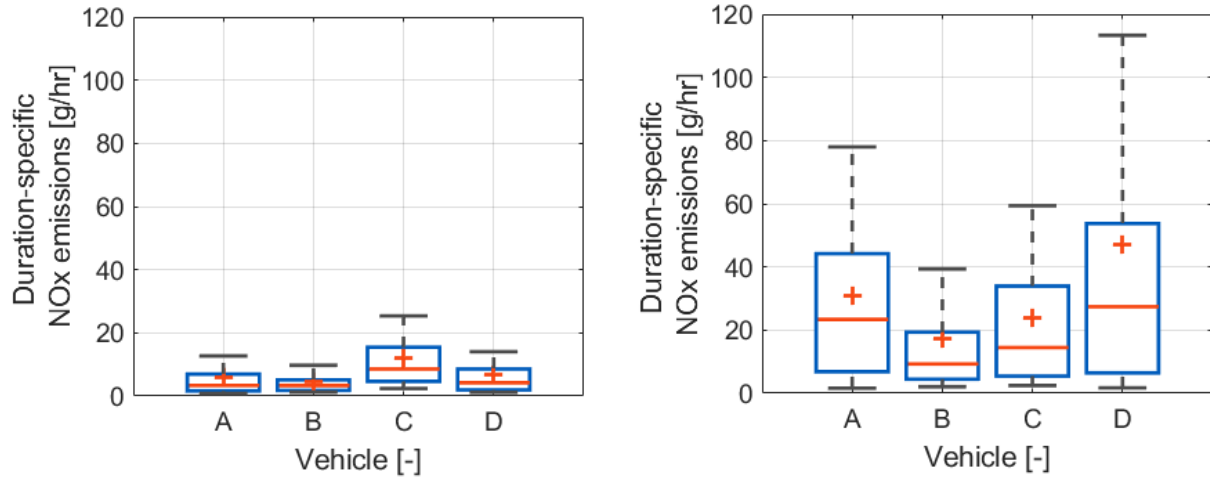 Duration-specific
NOx emissions [g/hr]
120
100
80
60
40
20
0
A B C D
Vehicle [-]
Duration-specific
NOx emissions [g/hr]
120
100
80
60
40
20
0
A B C D
Vehicle [-]